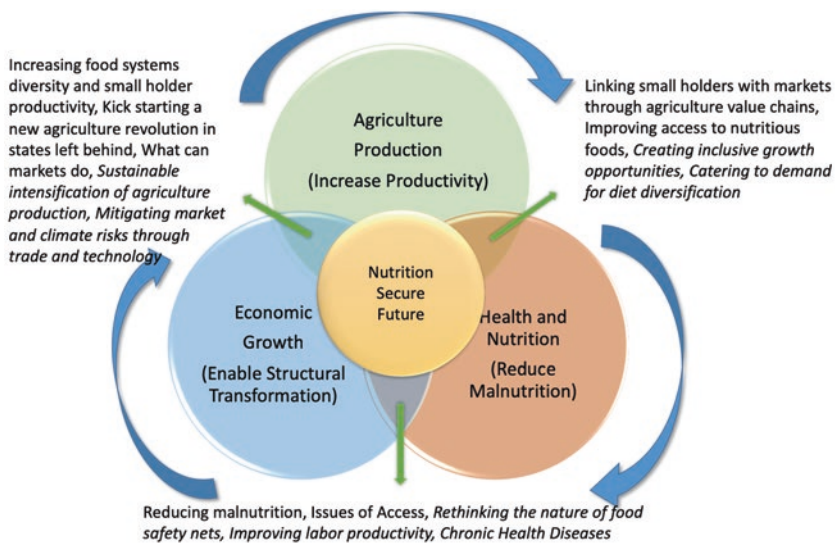 Increasing food systems
diversity and small holder
productivity, Kick starting a
new agriculture revolution in
states left behind, What can
markets do, Sustainable
intensification of agriculture
production, Mitigating market
and climate risks through
trade and technology
Agriculture
Production
(Increase Productivity)
Linking small holders with markets
through agriculture value chains,
Improving access to nutritious
foods, Creating inclusive growth
opportunities, Catering to demand
for diet diversification
Nutrition
Secure
Future
Economic
Growth
(Enable Structural
Transformation)
Health and
Nutrition
(Reduce
Malnutrition)
Reducing malnutrition, Issues of Access, Rethinking the nature of food
safety nets, Improving labor productivity, Chronic Health Diseases